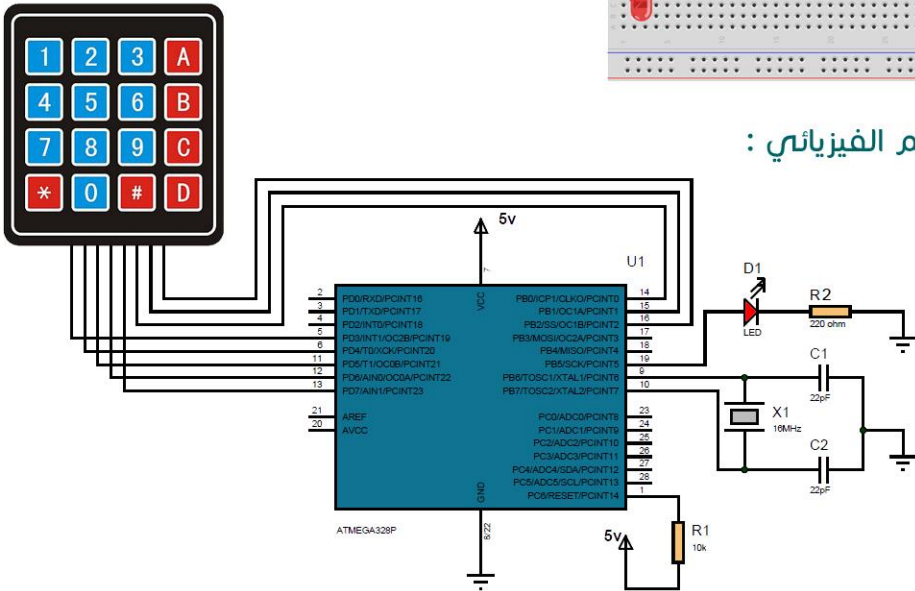 م الفيزيائي :
1 2 3 A
4 5 6 B
7 8 9 C
* 0 # D
5v
U1
7
VCC
2 PD0/RXD/PCINT16
3 PD1/TXD/PCINT17
4 PD2/INT0/PCINT18
5 PD3/INT1/OC2B/PCINT19
6 PD4/T0/XCK/PCINT20
11 PD5/T1/OC0B/PCINT21
12 PD6/AIN0/OC0A/PCINT22
13 PD7/AIN1/PCINT23
21 AREF
20 AVCC
PB0/ICP1/CLKO/PCINT0 14
PB1/OC1A/PCINT1 15
PB2/SS/OC1B/PCINT2 16
PB3/MOSI/OC2A/PCINT3 17
PB4/MISO/PCINT4 18
PB5/SCK/PCINT5 19
PB6/TOSC1/XTAL1/PCINT6 9
PB7/TOSC2/XTAL2/PCINT7 10
PC0/ADC0/PCINT8 23
PC1/ADC1/PCINT9 24
PC2/ADC2/PCINT10 25
PC3/ADC3/PCINT11 26
PC4/ADC4/SDA/PCINT12 27
PC5/ADC5/SCL/PCINT13 28
PC6/RESET/PCINT14 1
GND
8/22
ATMEGA328P
D1
LED
R2
220 ohm
C1
22pF
X1
16MHz
C2
22pF
5v
R1
10k